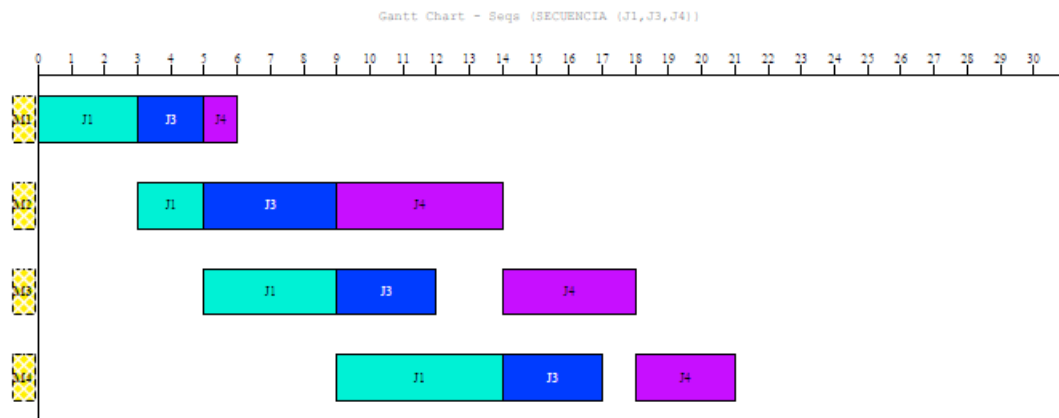 Gantt Chart - Seqs (SECUENCIA (J1,J3,J4))
0 1 2 3 4 5 6 7 8 9 10 11 12 13 14 15 16 17 18 19 20 21 22 23 24 25 26 27 28 29 30
M1 J1 J3 J4
M2 J1 J3 J4
M3 J1 J3 J4
M4 J1 J3 J4